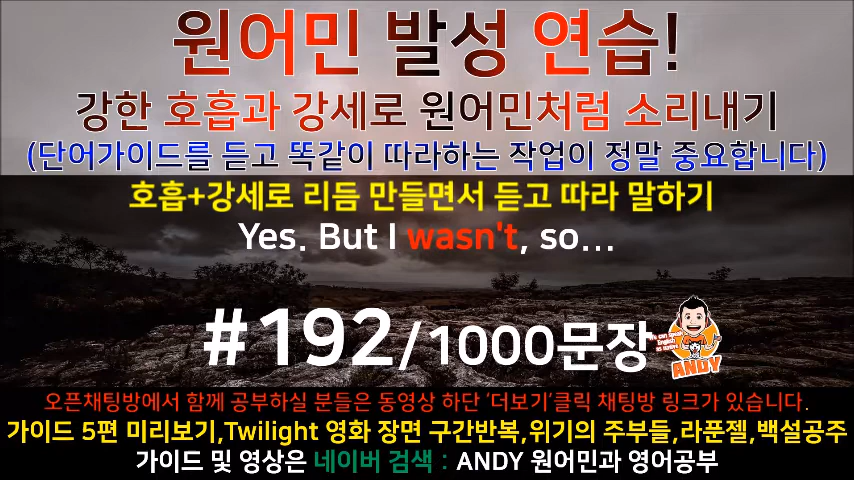 원어민 발성 연습!
강한 호흡과 강세로 원어민처럼 소리내기
(단어가이드를 듣고 똑같이 따라하는 작업이 정말 중요합니다)
호흡+강세로 리듬 만들면서 듣고 따라 말하기
Yes. But I wasn't, so...
#192/1000문장
We can speak
English
as native!
ANDY
오픈채팅방에서 함께 공부하실 분들은 동영상 하단 '더보기'클릭 채팅방 링크가 있습니다.
가이드 5편 미리보기,Twilight 영화 장면 구간반복,위기의 주부들,라푼젤,백설공주
가이드 및 영상은 네이버 검색 : ANDY 원어민과 영어공부